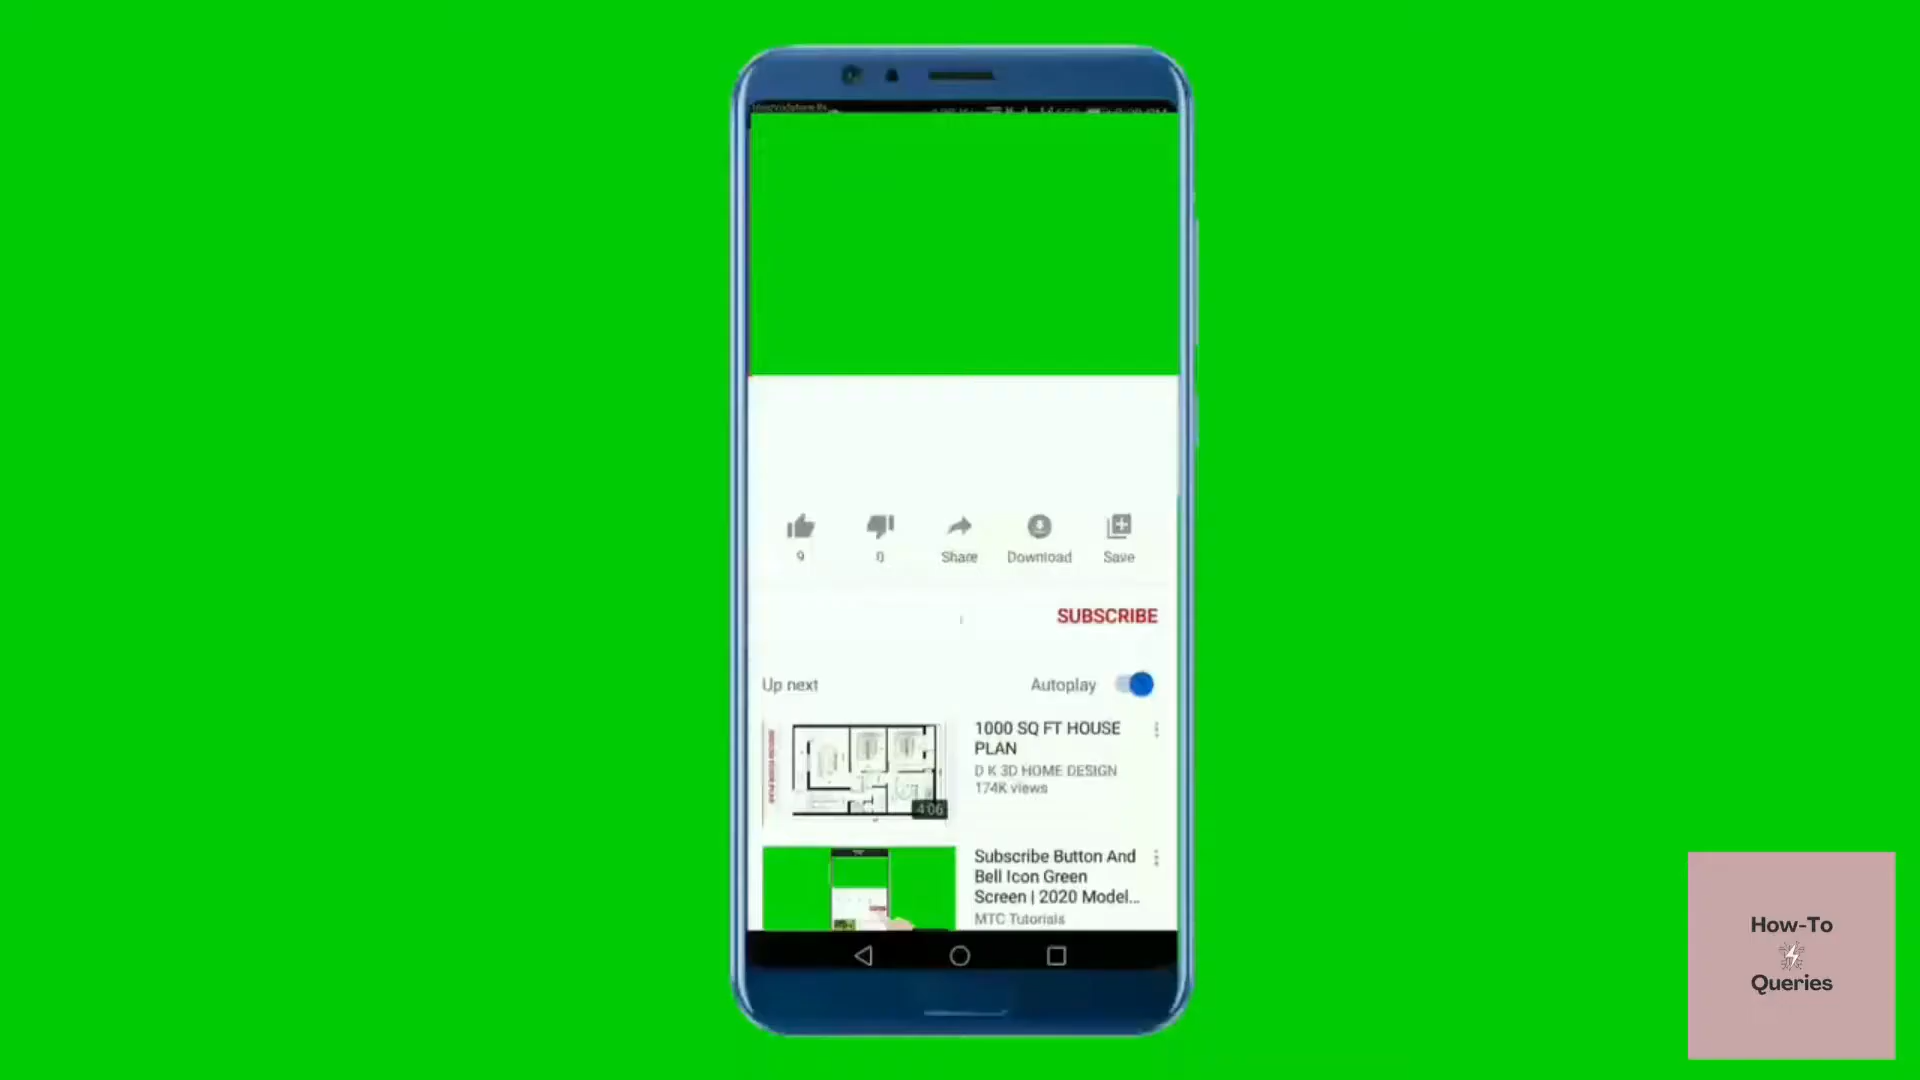 9
0
Share
Download
Save
SUBSCRIBE
Up next
Autoplay
1000 SQ FT HOUSE
PLAN
D K 3D HOME DESIGN
174K views
4:06
Subscribe Button And
Bell Icon Green
Screen | 2020 Model...
MTC Tutorials
How-To
Queries